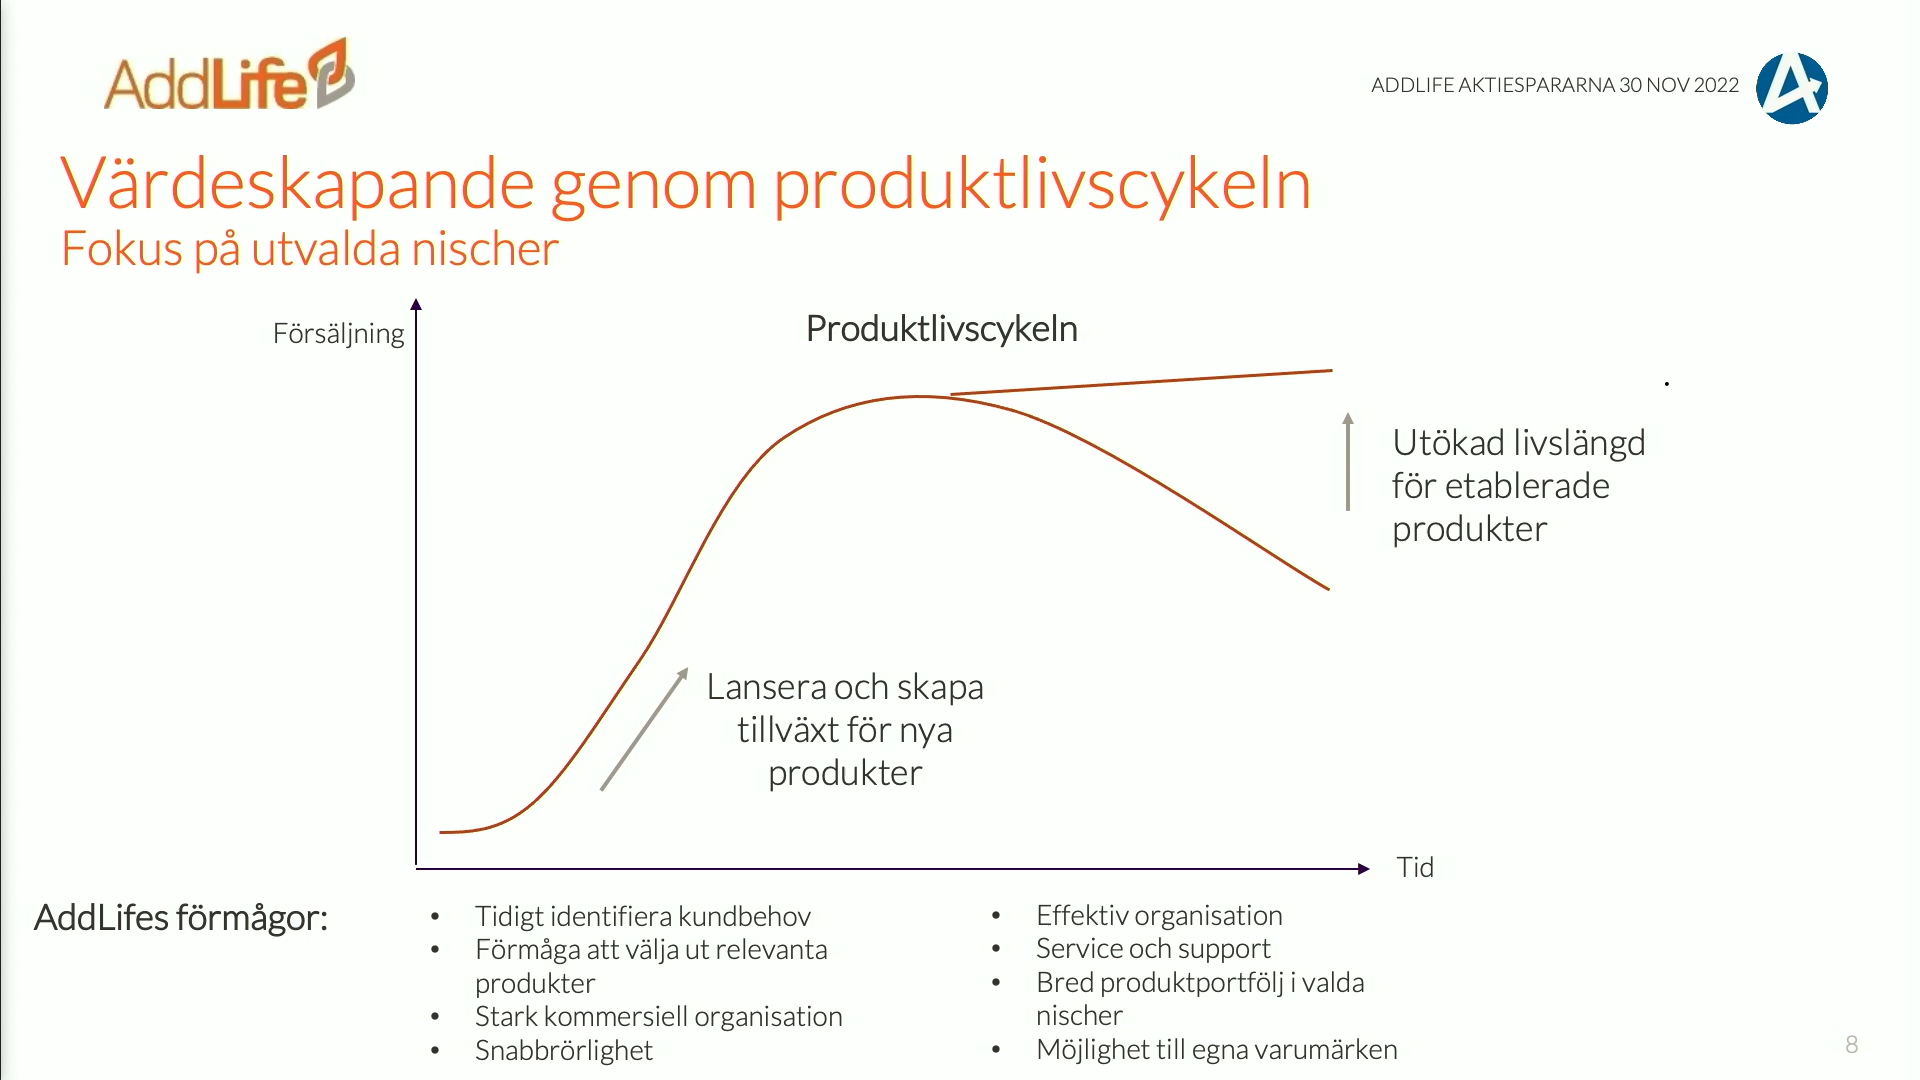 AddLife
ADDLIFE AKTIESPARARNA 30 NOV 2022
Värdeskapande genom produktlivscykeln
Fokus på utvalda nischer
Försäljning
Produktlivscykeln
Utökad livslängd
för etablerade
produkter
Lansera och skapa
tillväxt för nya
produkter
Tid
AddLifes förmågor:
• Tidigt identifiera kundbehov
• Förmåga att välja ut relevanta
produkter
• Stark kommersiell organisation
• Snabbrörlighet
• Effektiv organisation
• Service och support
• Bred produktportfölj i valda
nischer
• Möjlighet till egna varumärken
8